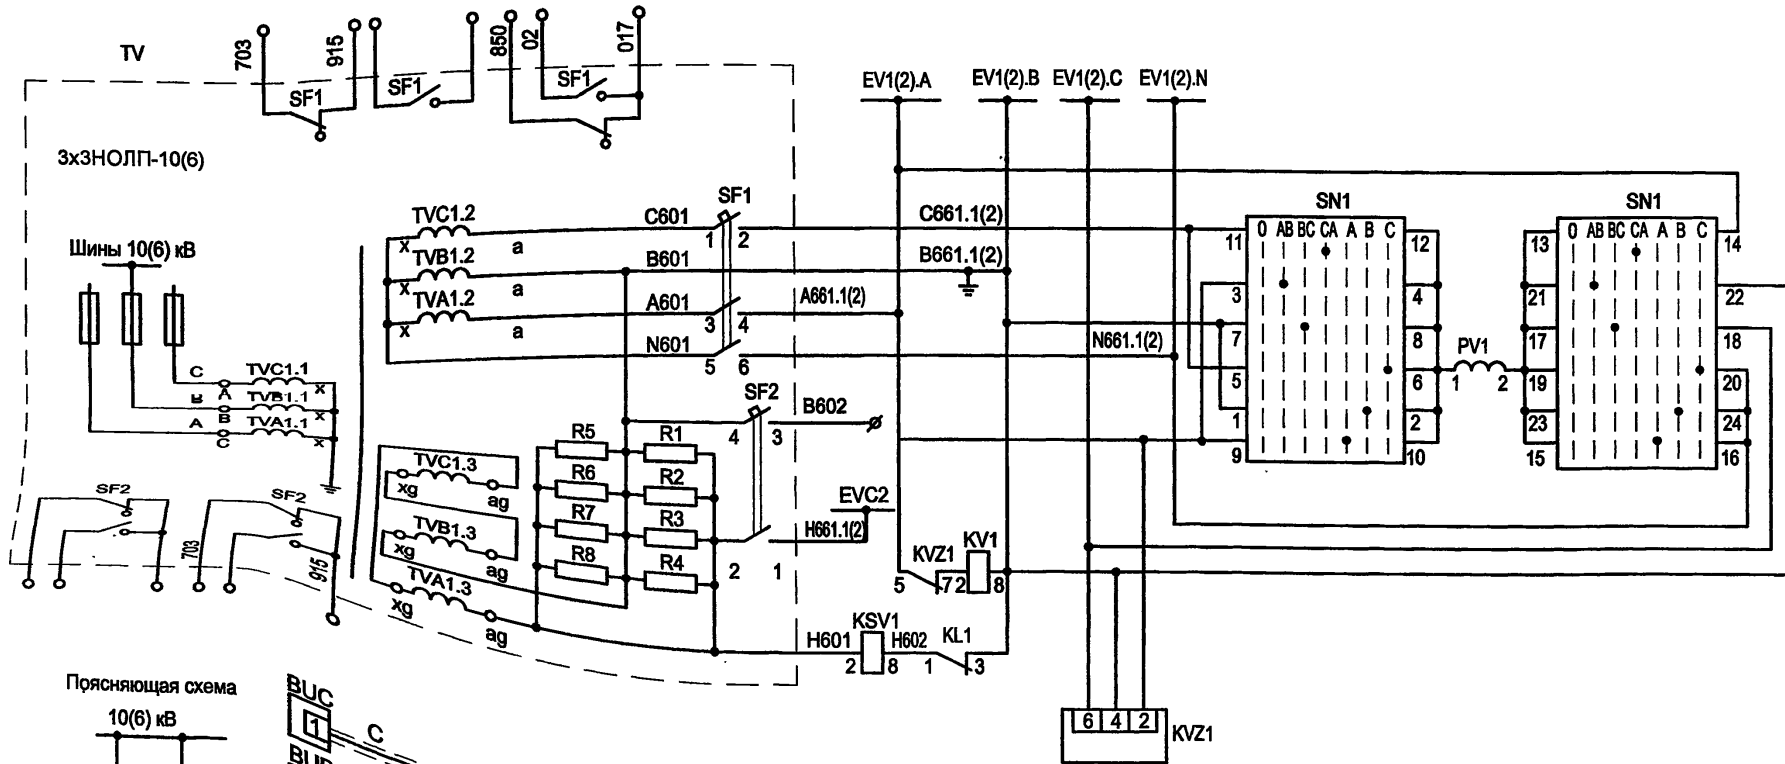 TV
703
915
850
02
017
SF1
SF1
SF1
EV1(2).A
EV1(2).B
EV1(2).C
EV1(2).N
3хЗНОЛП-10(6)
Шины 10(6) кВ
TVC1.2
x
a
C601
SF1
1
2
C661.1(2)
TVB1.2
x
a
B601
B661.1(2)
TVA1.2
x
a
A601
3
4
A661.1(2)
N601
5
6
N661.1(2)
SN1
0 AB BC CA A B C
11
3
7
5
1
9
12
4
8
6
2
10
PV1
1
2
SN1
0 AB BC CA A B C
13
21
17
19
23
15
14
22
18
20
24
16
C
A
TVC1.1
x
B
B
TVB1.1
x
A
C
TVA1.1
x
SF2
4
3
B602
R5
R1
R6
R2
R7
R3
R8
R4
TVC1.3
xg
ag
TVB1.3
xg
ag
TVA1.3
xg
ag
2
1
EVC2
H661.1(2)
SF2
SF2
703
915
KVZ1
5
7
KV1
2
8
H601
KSV1
2
8
H602
KL1
1
3
6
4
2
KVZ1
Поясняющая схема
10(6) кВ
BUC
1
C